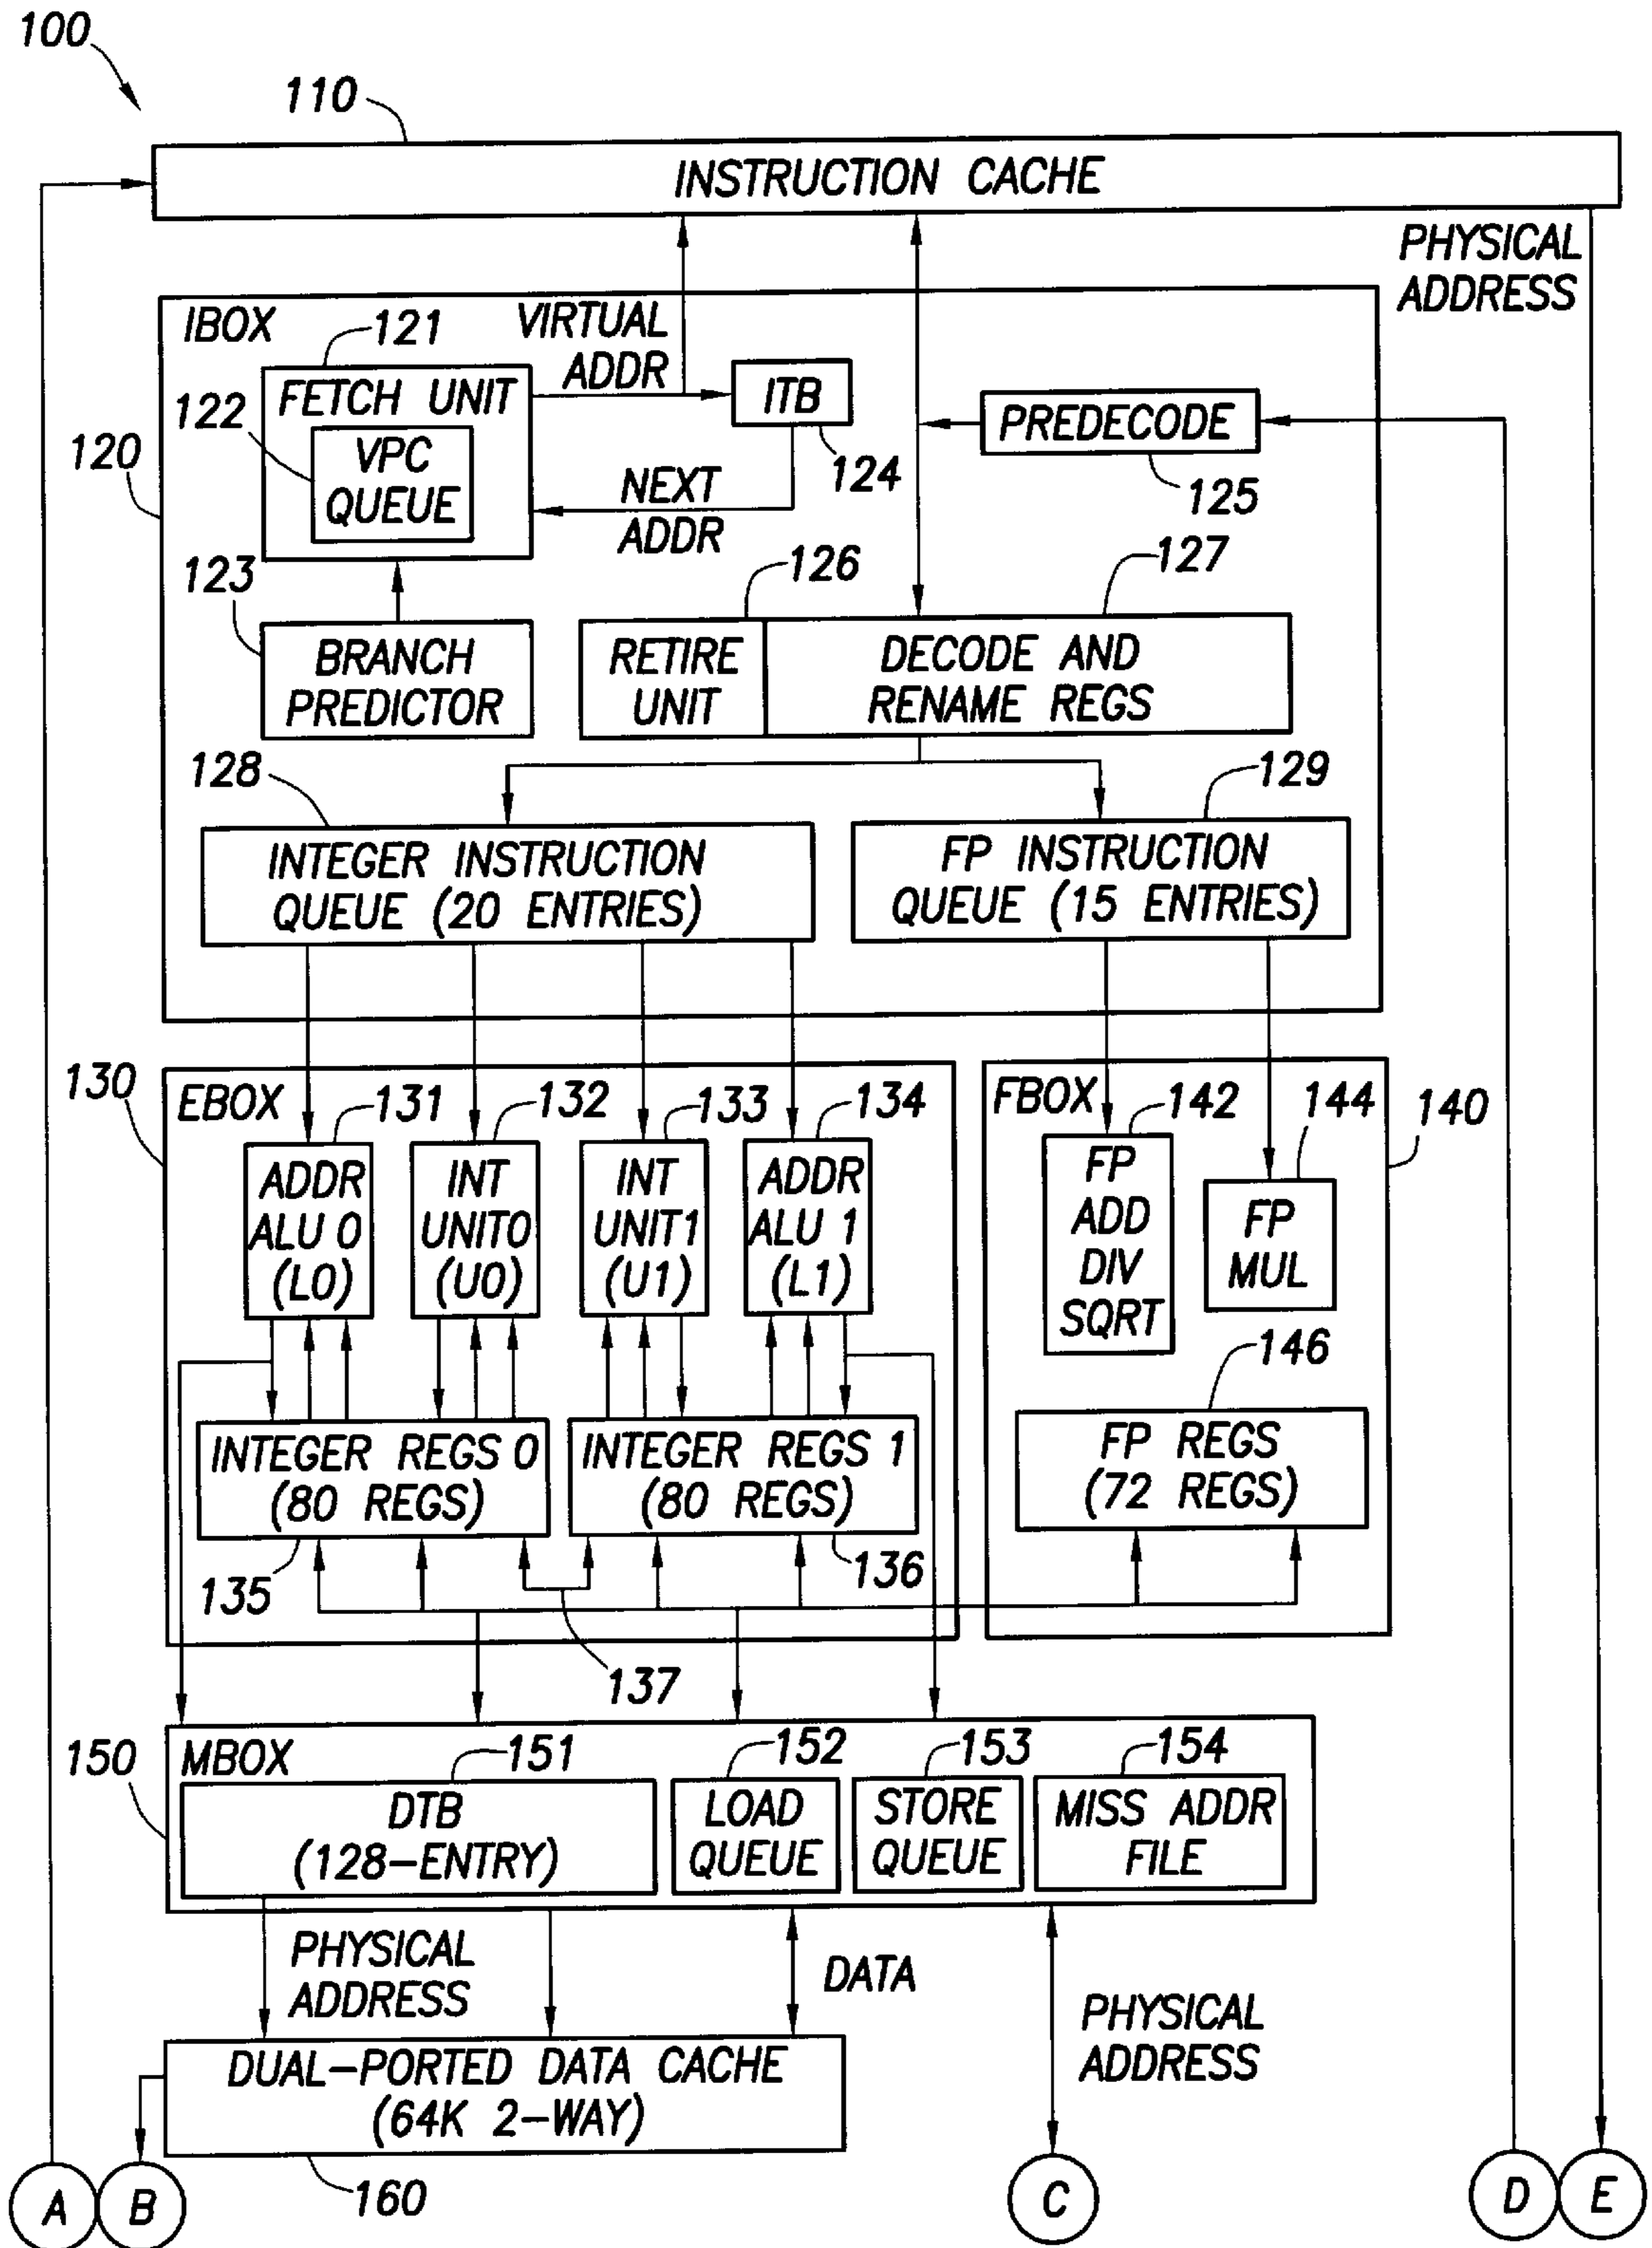 100
110
INSTRUCTION CACHE
PHYSICAL
ADDRESS
IBOX
121
VIRTUAL
ADDR
FETCH UNIT
122
VPC
QUEUE
ITB
124
PREDECODE
125
120
NEXT
ADDR
123
126
127
BRANCH
PREDICTOR
RETIRE
UNIT
DECODE AND
RENAME REGS
128
129
INTEGER INSTRUCTION
QUEUE (20 ENTRIES)
FP INSTRUCTION
QUEUE (15 ENTRIES)
130
EBOX
131
132
133
134
FBOX
142
144
140
ADDR
ALU 0
(L0)
INT
UNIT0
(U0)
INT
UNIT1
(U1)
ADDR
ALU 1
(L1)
FP
ADD
DIV
SQRT
FP
MUL
146
INTEGER REGS 0
(80 REGS)
INTEGER REGS 1
(80 REGS)
FP REGS
(72 REGS)
135
136
137
150
MBOX
151
152
153
154
DTB
(128-ENTRY)
LOAD
QUEUE
STORE
QUEUE
MISS ADDR
FILE
PHYSICAL
ADDRESS
DATA
PHYSICAL
ADDRESS
DUAL-PORTED DATA CACHE
(64K 2-WAY)
160
A
B
C
D
E